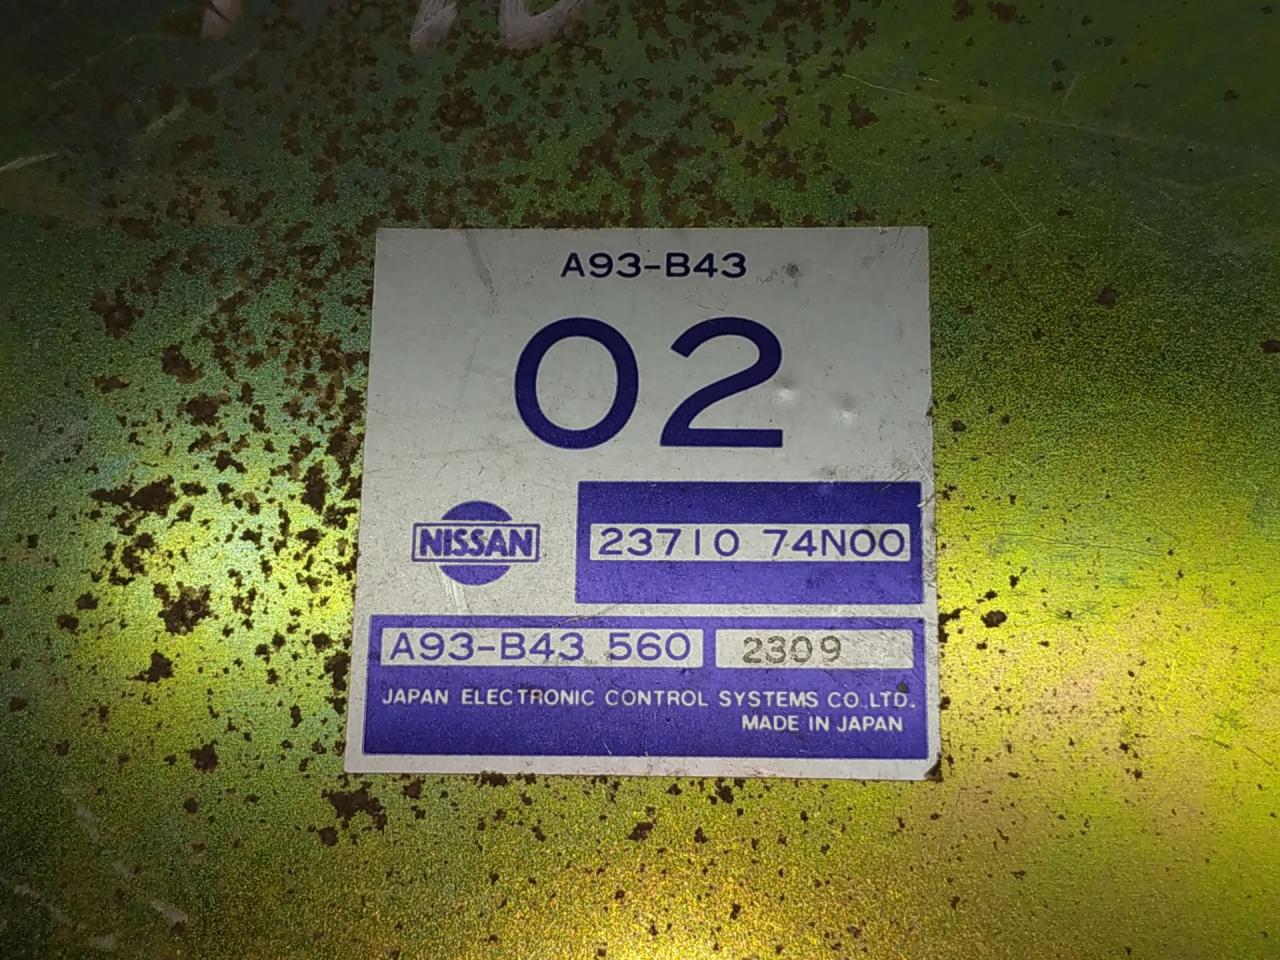 A93-B43
02
NISSAN
23710 74N00
A93-B43 560 2309
JAPAN ELECTRONIC CONTROL SYSTEMS CO.LTD.
MADE IN JAPAN